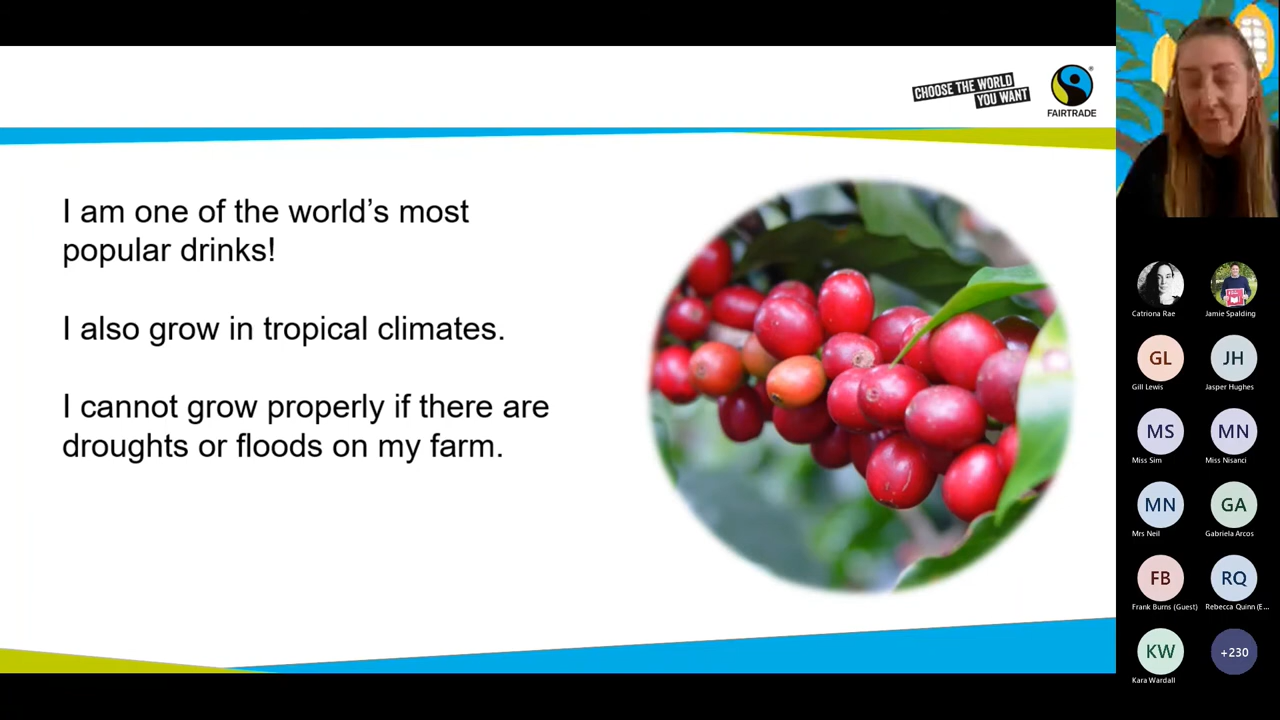 CHOOSE THE WORLD
YOU WANT
FAIRTRADE
I am one of the world’s most
popular drinks!
I also grow in tropical climates.
I cannot grow properly if there are
droughts or floods on my farm.
Catriona Rae
Jamie Spalding
GL
JH
Gill Lewis
Jasper Hughes
MS
MN
Miss Sim
Miss Nisanci
MN
GA
Mrs Neil
Gabriela Arcos
FB
RQ
Frank Burns (Guest)
Rebecca Quinn (E...
KW
+230
Kara Wardall